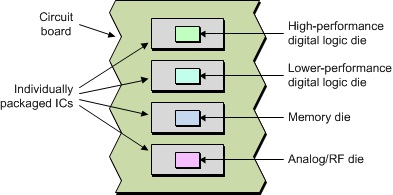 Circuit
board
Individually
packaged ICs
High-performance
digital logic die
Lower-performance
digital logic die
Memory die
Analog/RF die